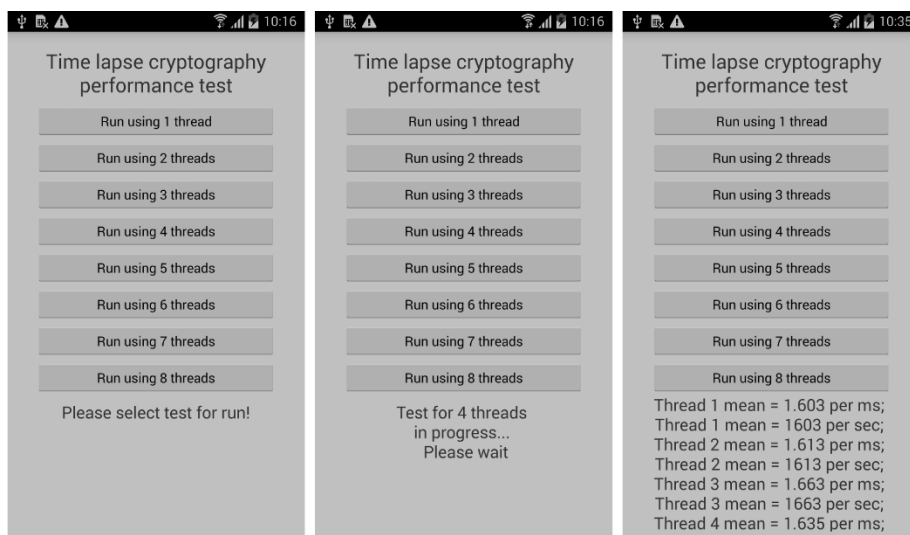 10:16
Time lapse cryptography
performance test
Run using 1 thread
Run using 2 threads
Run using 3 threads
Run using 4 threads
Run using 5 threads
Run using 6 threads
Run using 7 threads
Run using 8 threads
Please select test for run!
10:16
Time lapse cryptography
performance test
Run using 1 thread
Run using 2 threads
Run using 3 threads
Run using 4 threads
Run using 5 threads
Run using 6 threads
Run using 7 threads
Run using 8 threads
Test for 4 threads
in progress...
Please wait
10:35
Time lapse cryptography
performance test
Run using 1 thread
Run using 2 threads
Run using 3 threads
Run using 4 threads
Run using 5 threads
Run using 6 threads
Run using 7 threads
Run using 8 threads
Thread 1 mean = 1.603 per ms;
Thread 1 mean = 1603 per sec;
Thread 2 mean = 1.613 per ms;
Thread 2 mean = 1613 per sec;
Thread 3 mean = 1.663 per ms;
Thread 3 mean = 1663 per sec;
Thread 4 mean = 1.635 per ms;